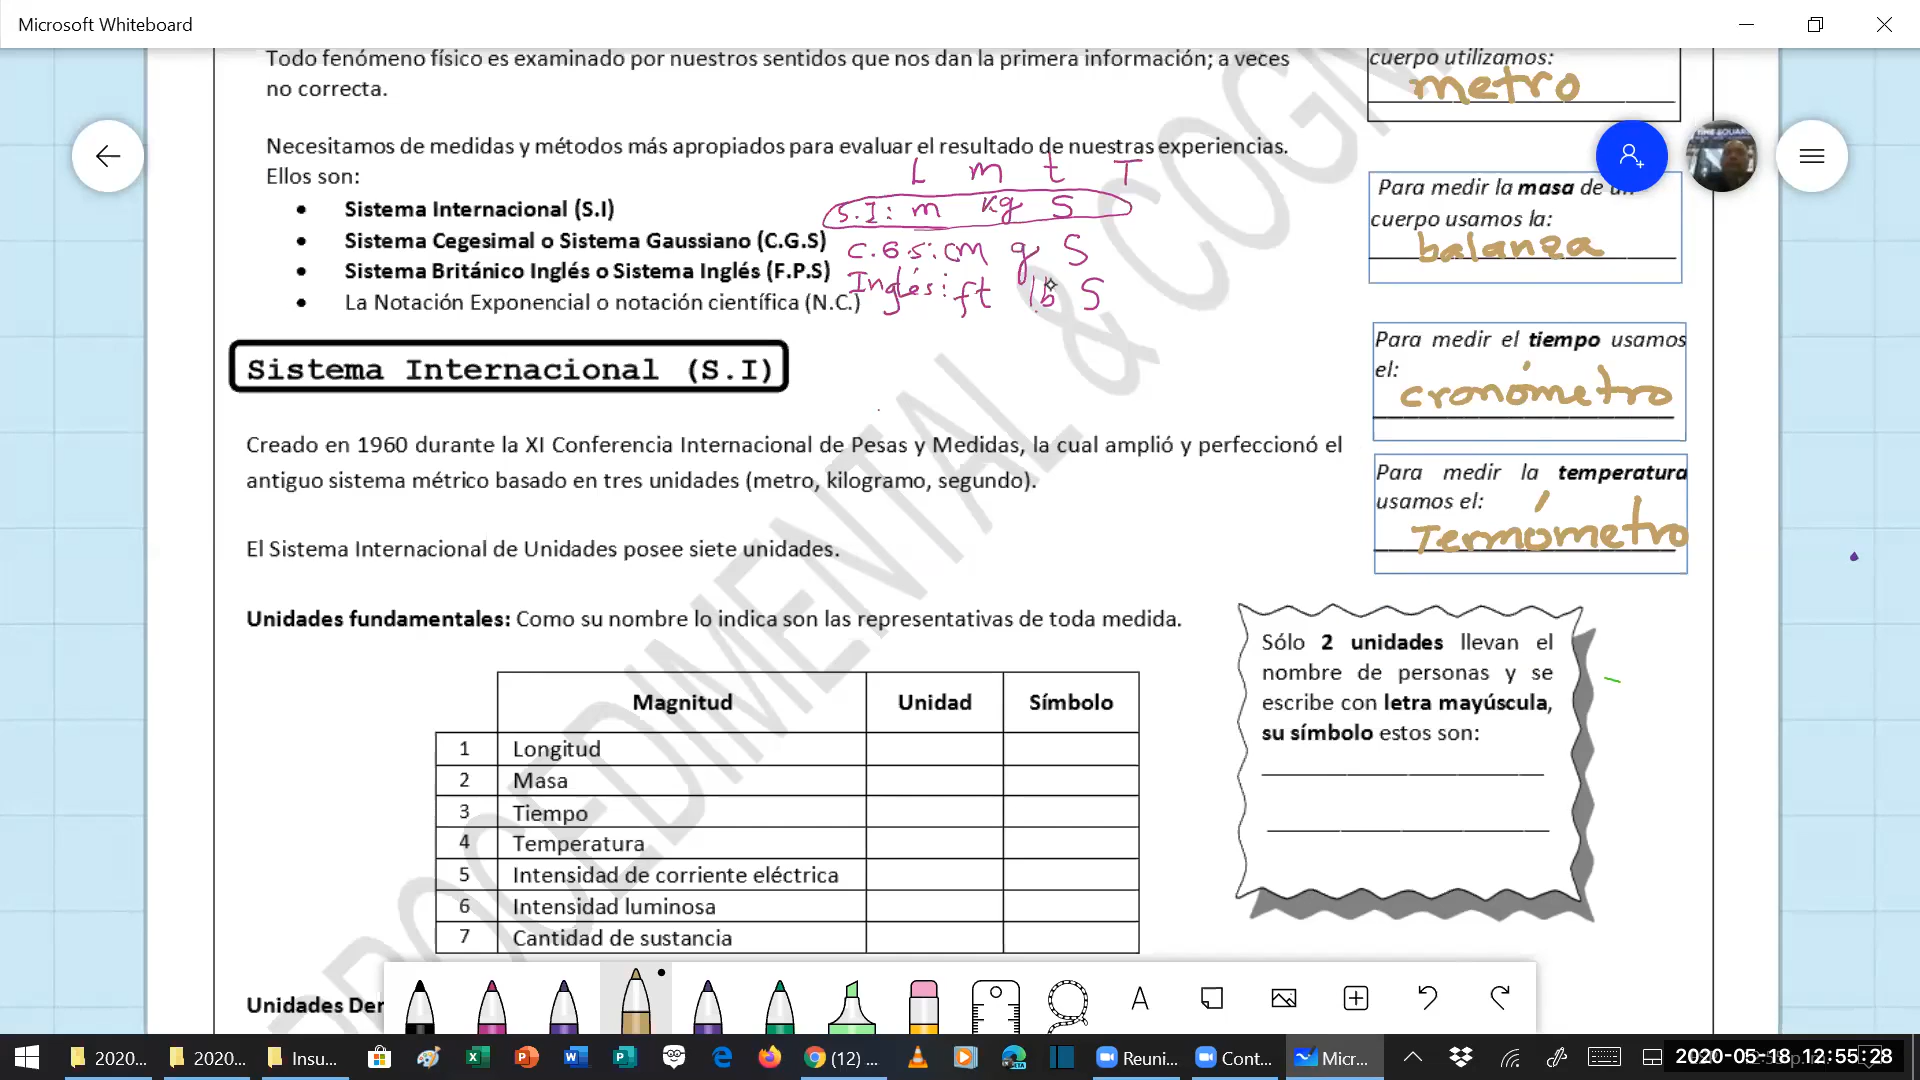 Microsoft Whiteboard
Todo fenómeno físico es examinado por nuestros sentidos que nos dan la primera información; a veces
no correcta.
Necesitamos de medidas y métodos más apropiados para evaluar el resultado de nuestras experiencias.
Ellos son:
L m t T
• Sistema Internacional (S.I)
S.I: m kg S
• Sistema Cegesimal o Sistema Gaussiano (C.G.S)
C.G.S: cm g S
• Sistema Británico Inglés o Sistema Inglés (F.P.S)
Inglés: ft lb S
• La Notación Exponencial o notación científica (N.C.)
cuerpo utilizamos:
metro
Para medir la masa de un
cuerpo usamos la:
balanza
Para medir el tiempo usamos
el:
cronómetro
Para medir la temperatura
usamos el:
Termómetro
Sistema Internacional (S.I)
Creado en 1960 durante la XI Conferencia Internacional de Pesas y Medidas, la cual amplió y perfeccionó el
antiguo sistema métrico basado en tres unidades (metro, kilogramo, segundo).
El Sistema Internacional de Unidades posee siete unidades.
Unidades fundamentales: Como su nombre lo indica son las representativas de toda medida.
Magnitud Unidad Símbolo
1 Longitud
2 Masa
3 Tiempo
4 Temperatura
5 Intensidad de corriente eléctrica
6 Intensidad luminosa
7 Cantidad de sustancia
Sólo 2 unidades llevan el
nombre de personas y se
escribe con letra mayúscula,
su símbolo estos son:
Unidades Der
PROCEDIMENTAL & COGN
2020... 2020... Insu... (12) ... Reuni... Cont... Micr...
2020-05-18 12:55:28